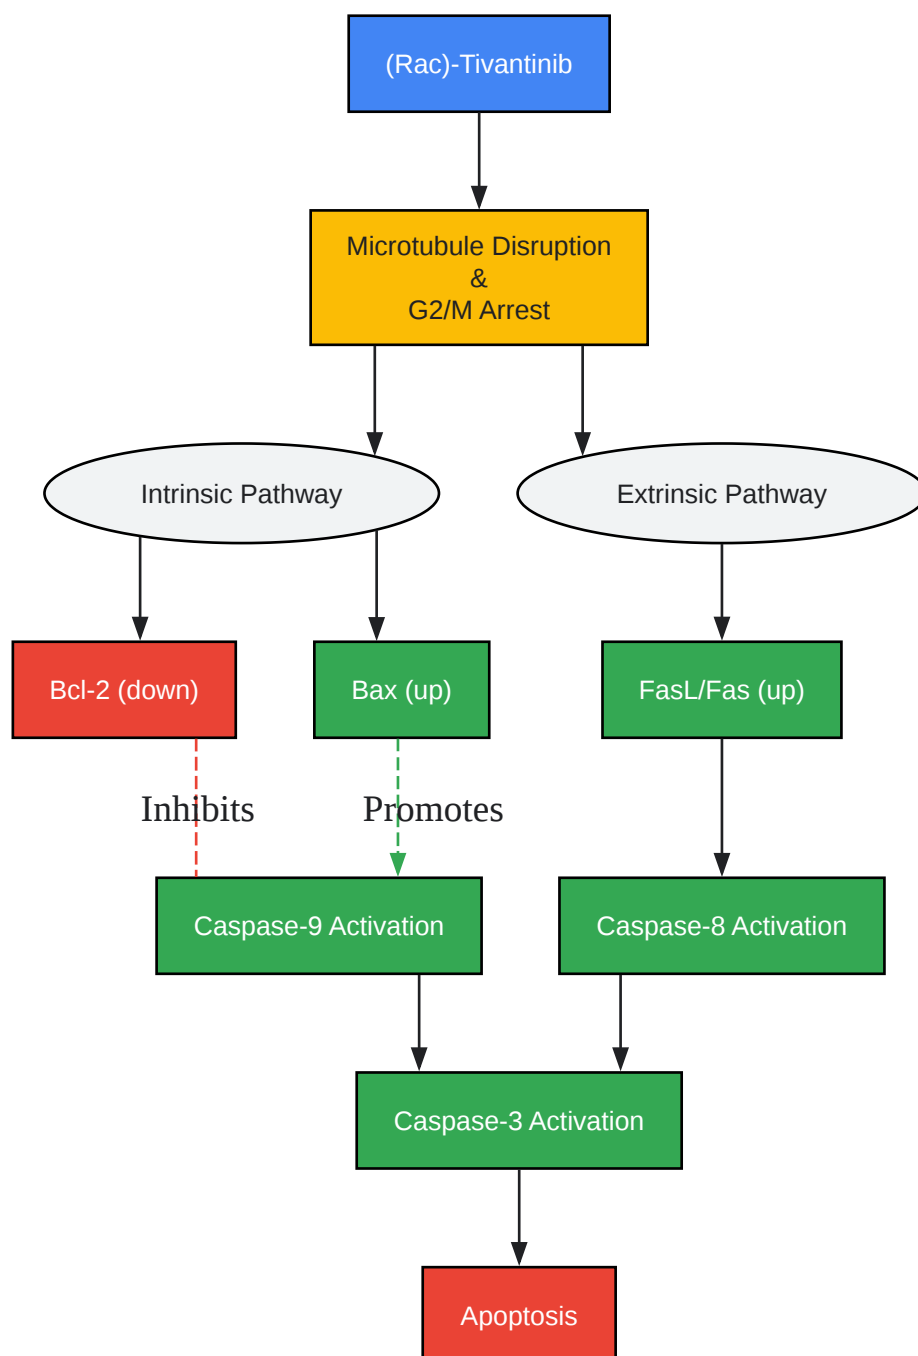 (Rac)-Tivantinib
Microtubule Disruption
&
G2/M Arrest
Intrinsic Pathway
Extrinsic Pathway
Bcl-2 (down)
Bax (up)
FasL/Fas (up)
Inhibits
Promotes
Caspase-9 Activation
Caspase-8 Activation
Caspase-3 Activation
Apoptosis